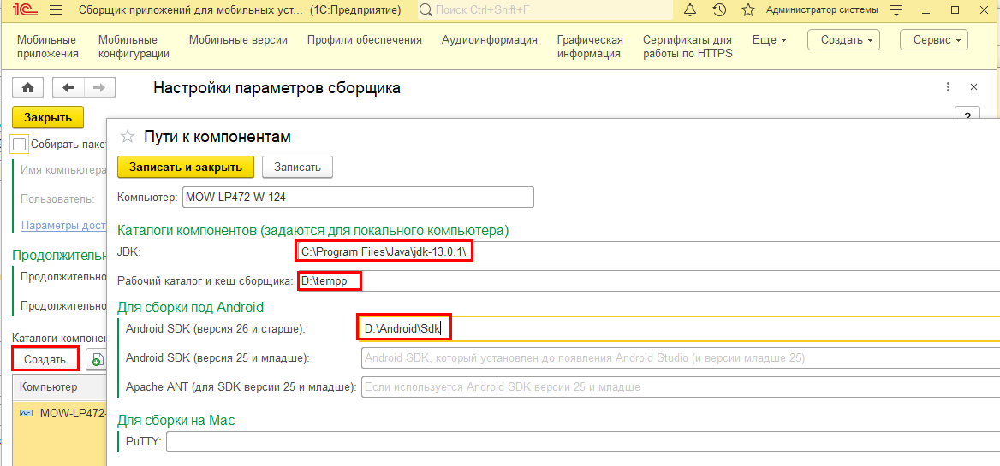 1С Сборщик приложений для мобильных уст... (1С:Предприятие) Поиск Ctrl+Shift+F Администратор системы
Мобильные приложения
Мобильные конфигурации
Мобильные версии
Профили обеспечения
Аудиоинформация
Графическая информация
Сертификаты для работы по HTTPS
Еще
Создать
Сервис
Настройки параметров сборщика
Закрыть
?
Собирать паке
Пути к компонентам
Записать и закрыть Записать
Имя компьютера
Компьютер: MOW-LP472-W-124
Пользователь:
Параметры дост
Каталоги компонентов (задаются для локального компьютера)
JDK: C:\Program Files\Java\jdk-13.0.1\
Продолжительн
Продолжительно
Рабочий каталог и кеш сборщика: D:\tempp
Продолжительно
Для сборки под Android
Android SDK (версия 26 и старше): D:\Android\Sdk
Каталоги компонен
Создать
Android SDK (версия 25 и младше): Android SDK, который установлен до появления Android Studio (и версии младше 25)
Компьютер
Apache ANT (для SDK версии 25 и младше): Если используется Android SDK версии 25 и младше
MOW-LP472-
Для сборки на Mac
PuTTY: